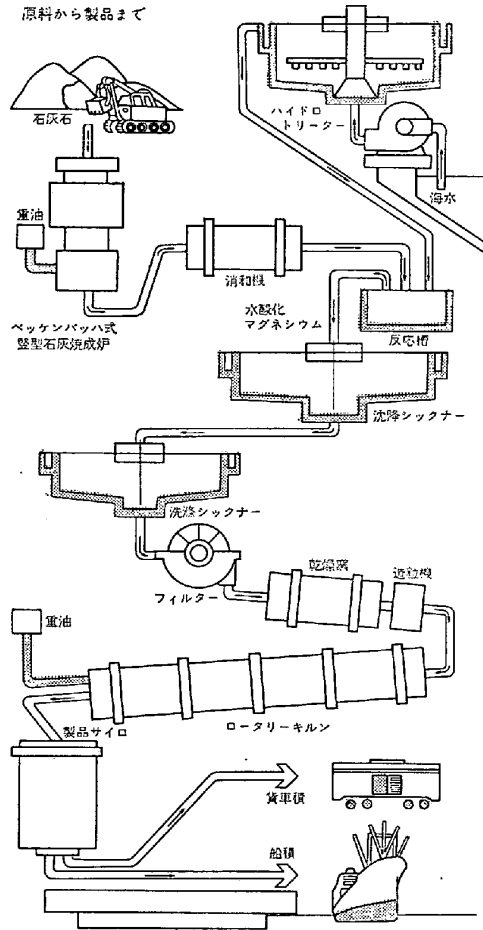 原料から製品まで
石灰石
ハイドロ
トリーター
海水
重油
消和機
水酸化
マグネシウム
反応槽
ベッケンバッハ式
竪型石灰焼成炉
沈降シックナー
洗滌シックナー
フィルター
乾燥窯
造粒機
重油
製品サイロ
ロータリーキルン
貨車積
船積